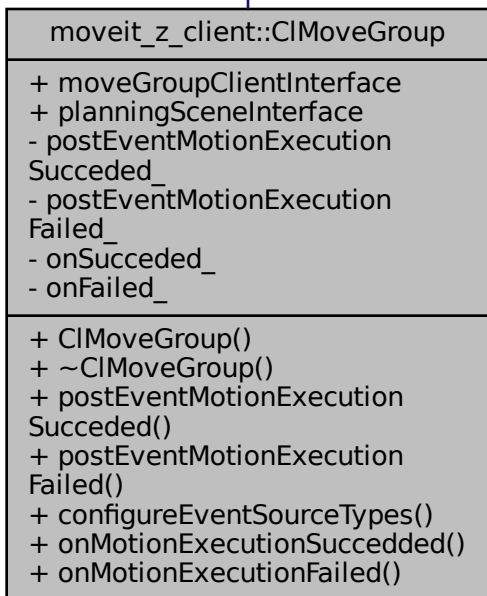 moveit_z_client::ClMoveGroup
+ moveGroupClientInterface
+ planningSceneInterface
- postEventMotionExecution
Succeded_
- postEventMotionExecution
Failed_
- onSucceded_
- onFailed_
+ ClMoveGroup()
+ ~ClMoveGroup()
+ postEventMotionExecution
Succeded()
+ postEventMotionExecution
Failed()
+ configureEventSourceTypes()
+ onMotionExecutionSuccedded()
+ onMotionExecutionFailed()